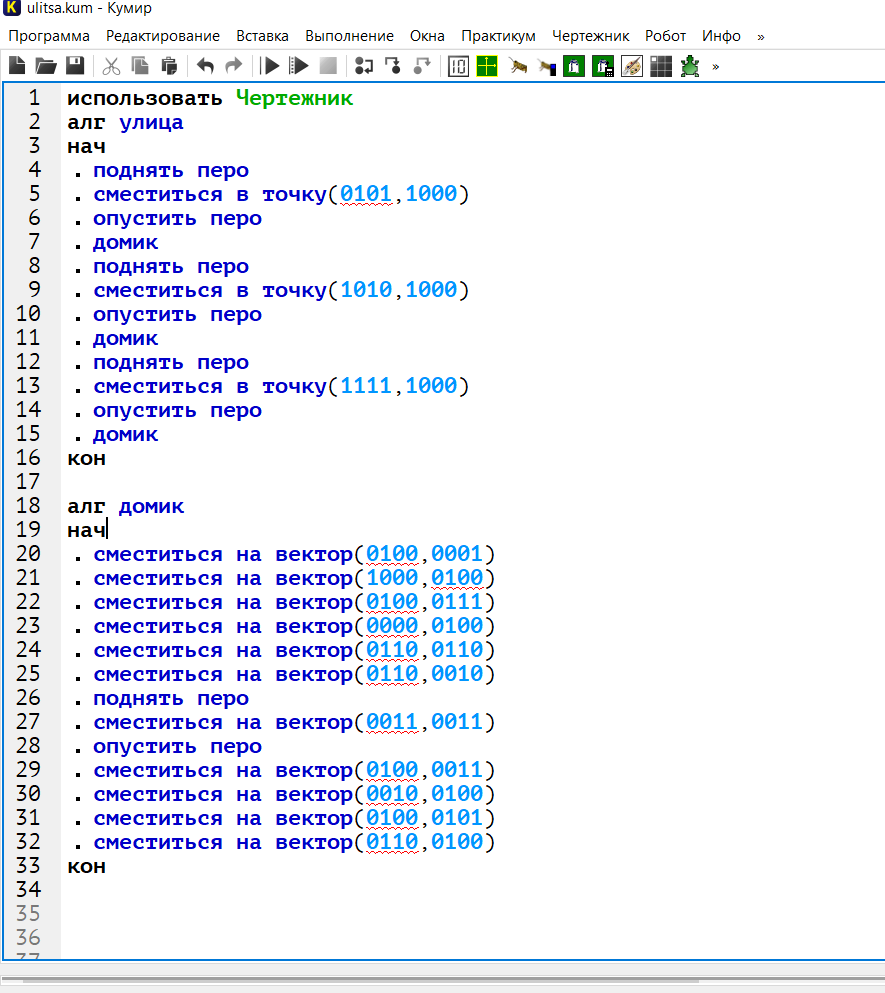 ulitsa.kum - Кумир
Программа Редактирование Вставка Выполнение Окна Практикум Чертежник Робот Инфо »
»
1 использовать Чертежник
2 алг улица
3 нач
4 . поднять перо
5 . сместиться в точку(0101,1000)
6 . опустить перо
7 . домик
8 . поднять перо
9 . сместиться в точку(1010,1000)
10 . опустить перо
11 . домик
12 . поднять перо
13 . сместиться в точку(1111,1000)
14 . опустить перо
15 . домик
16 кон
17
18 алг домик
19 нач
20 . сместиться на вектор(0100,0001)
21 . сместиться на вектор(1000,0100)
22 . сместиться на вектор(0100,0111)
23 . сместиться на вектор(0000,0100)
24 . сместиться на вектор(0110,0110)
25 . сместиться на вектор(0110,0010)
26 . поднять перо
27 . сместиться на вектор(0011,0011)
28 . опустить перо
29 . сместиться на вектор(0100,0011)
30 . сместиться на вектор(0010,0100)
31 . сместиться на вектор(0100,0101)
32 . сместиться на вектор(0110,0100)
33 кон
34
35
36
37